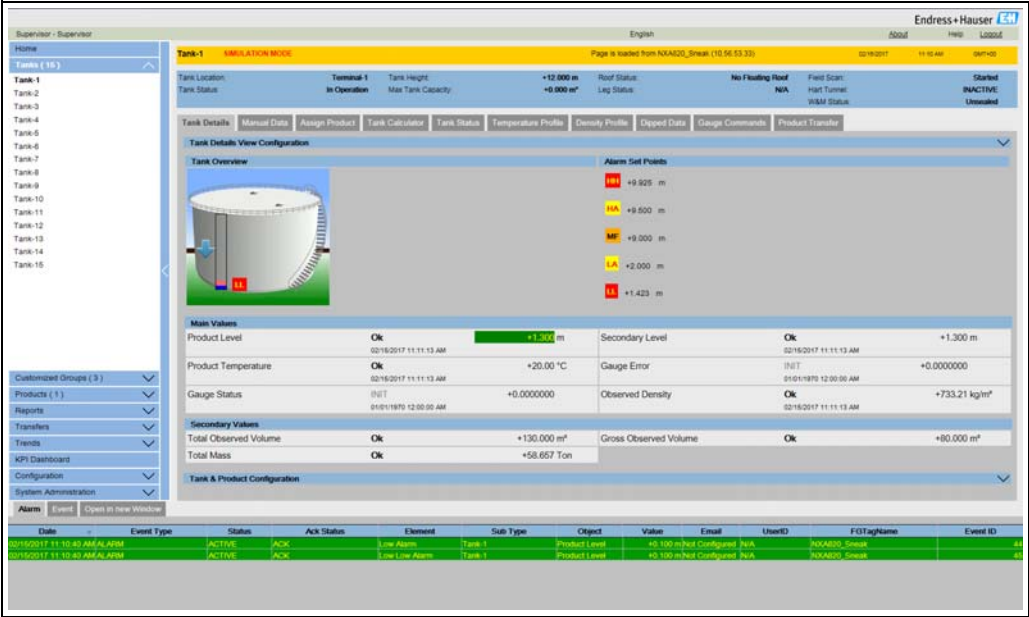 Endress+Hauser EH
Supervisor - Supervisor English About Help Logout
Home
Tanks ( 15 )
Tank-1
Tank-2
Tank-3
Tank-4
Tank-5
Tank-6
Tank-7
Tank-8
Tank-9
Tank-10
Tank-11
Tank-12
Tank-13
Tank-14
Tank-15
Customized Groups ( 3 )
Products ( 1 )
Reports
Transfers
Trends
KPI Dashboard
Configuration
System Administration
Tank-1 SIMULATION MODE Page is loaded from NXA820_Sneak (10.56.53.33) 02/16/2017 11:10 AM GMT+00
Tank Location: Terminal-1 Tank Height: +12.000 m Roof Status: No Floating Roof Field Scan: Started
Tank Status: In Operation Max Tank Capacity: +0.000 m³ Leg Status: N/A Hart Tunnel: INACTIVE
W&M Status: Unsealed
Tank Details Manual Data Assign Product Tank Calculator Tank Status Temperature Profile Density Profile Dipped Data Gauge Commands Product Transfer
Tank Details View Configuration
Tank Overview Alarm Set Points
HH +9.925 m
HA +9.500 m
MF +9.000 m
LA +2.000 m
LL +1.423 m
LL
Main Values
Product Level Ok +1.300 m Secondary Level Ok +1.300 m
02/16/2017 11:11:13 AM 02/16/2017 11:11:13 AM
Product Temperature Ok +20.00 °C Gauge Error INIT +0.0000000
02/16/2017 11:11:13 AM 01/01/1970 12:00:00 AM
Gauge Status INIT +0.0000000 Observed Density Ok +733.21 kg/m³
01/01/1970 12:00:00 AM 02/16/2017 11:11:13 AM
Secondary Values
Total Observed Volume Ok +130.000 m³ Gross Observed Volume Ok +80.000 m³
Total Mass Ok +58.657 Ton
Tank & Product Configuration
Alarm Event Open in new Window
Date Event Type Status Ack Status Element Sub Type Object Value Email UserID FGTagName Event ID
02/16/2017 11:10:40 AM ALARM ACTIVE ACK Low Alarm Tank-1 Product Level +0.100 m Not Configured N/A NXA820_Sneak 44
02/16/2017 11:10:40 AM ALARM ACTIVE ACK Low Low Alarm Tank-1 Product Level +0.100 m Not Configured N/A NXA820_Sneak 45